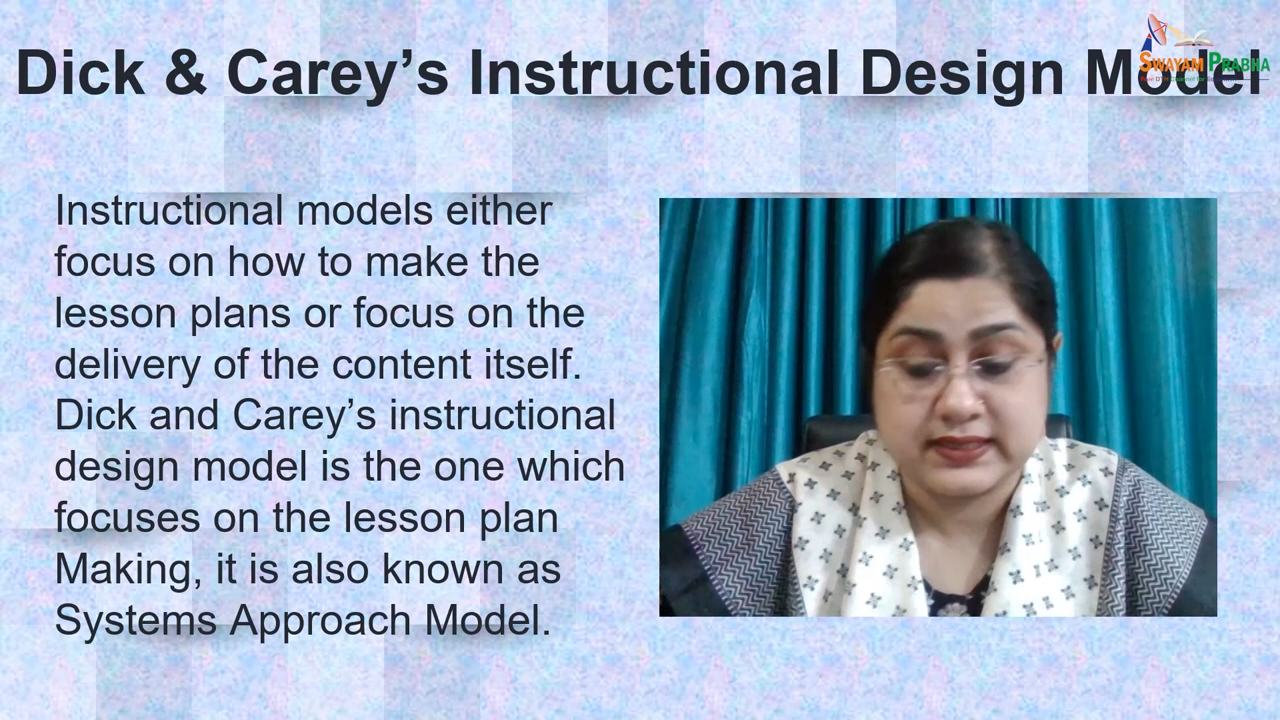 Dick & Carey’s Instructional Design Model
SWAYAM PRABHA
Instructional models either
focus on how to make the
lesson plans or focus on the
delivery of the content itself.
Dick and Carey’s instructional
design model is the one which
focuses on the lesson plan
Making, it is also known as
Systems Approach Model.